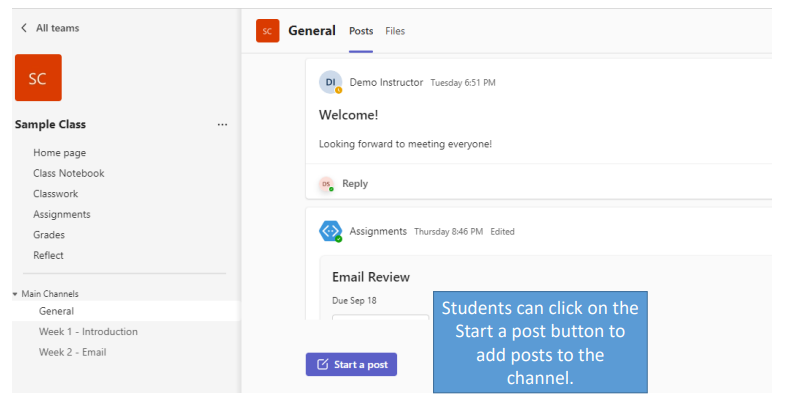 All teams
SC
Sample Class
...
Home page
Class Notebook
Classwork
Assignments
Grades
Reflect
Main Channels
General
Week 1 - Introduction
Week 2 - Email
SC General Posts Files
DI Demo Instructor Tuesday 6:51 PM
Welcome!
Looking forward to meeting everyone!
DS Reply
Assignments Thursday 8:46 PM Edited
Email Review
Due Sep 18
Start a post
Students can click on the
Start a post button to
add posts to the
channel.